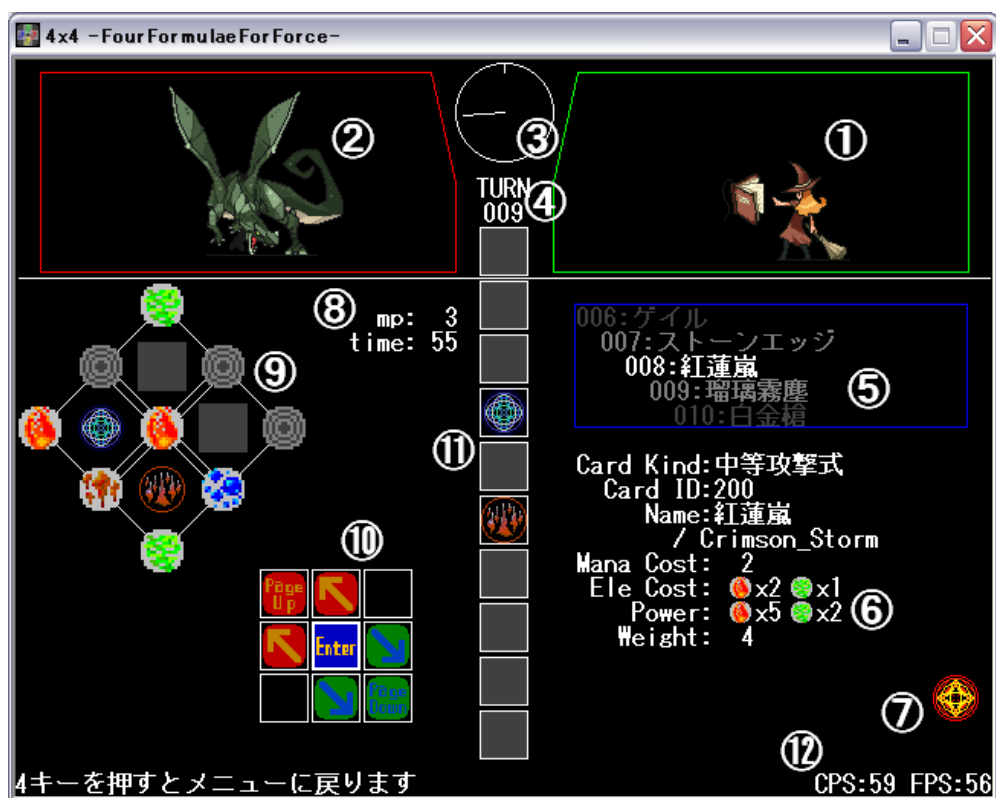 4x4 -FourFormulaeForForce-
②
③
①
TURN
009
④
⑧
mp: 3
time: 55
⑨
006:ゲイル
007:ストーンエッジ
008:紅蓮嵐
009:瑠璃霧塵
010:白金槍
⑤
⑪
Card Kind:中等攻撃式
Card ID:200
Name:紅蓮嵐
/ Crimson_Storm
Mana Cost: 2
Ele Cost: x2 x1
Power: x5 x2
⑥
Weight: 4
⑩
Page Up
Enter
Page Down
⑦
⑫
4キーを押すとメニューに戻ります
CPS:59 FPS:56